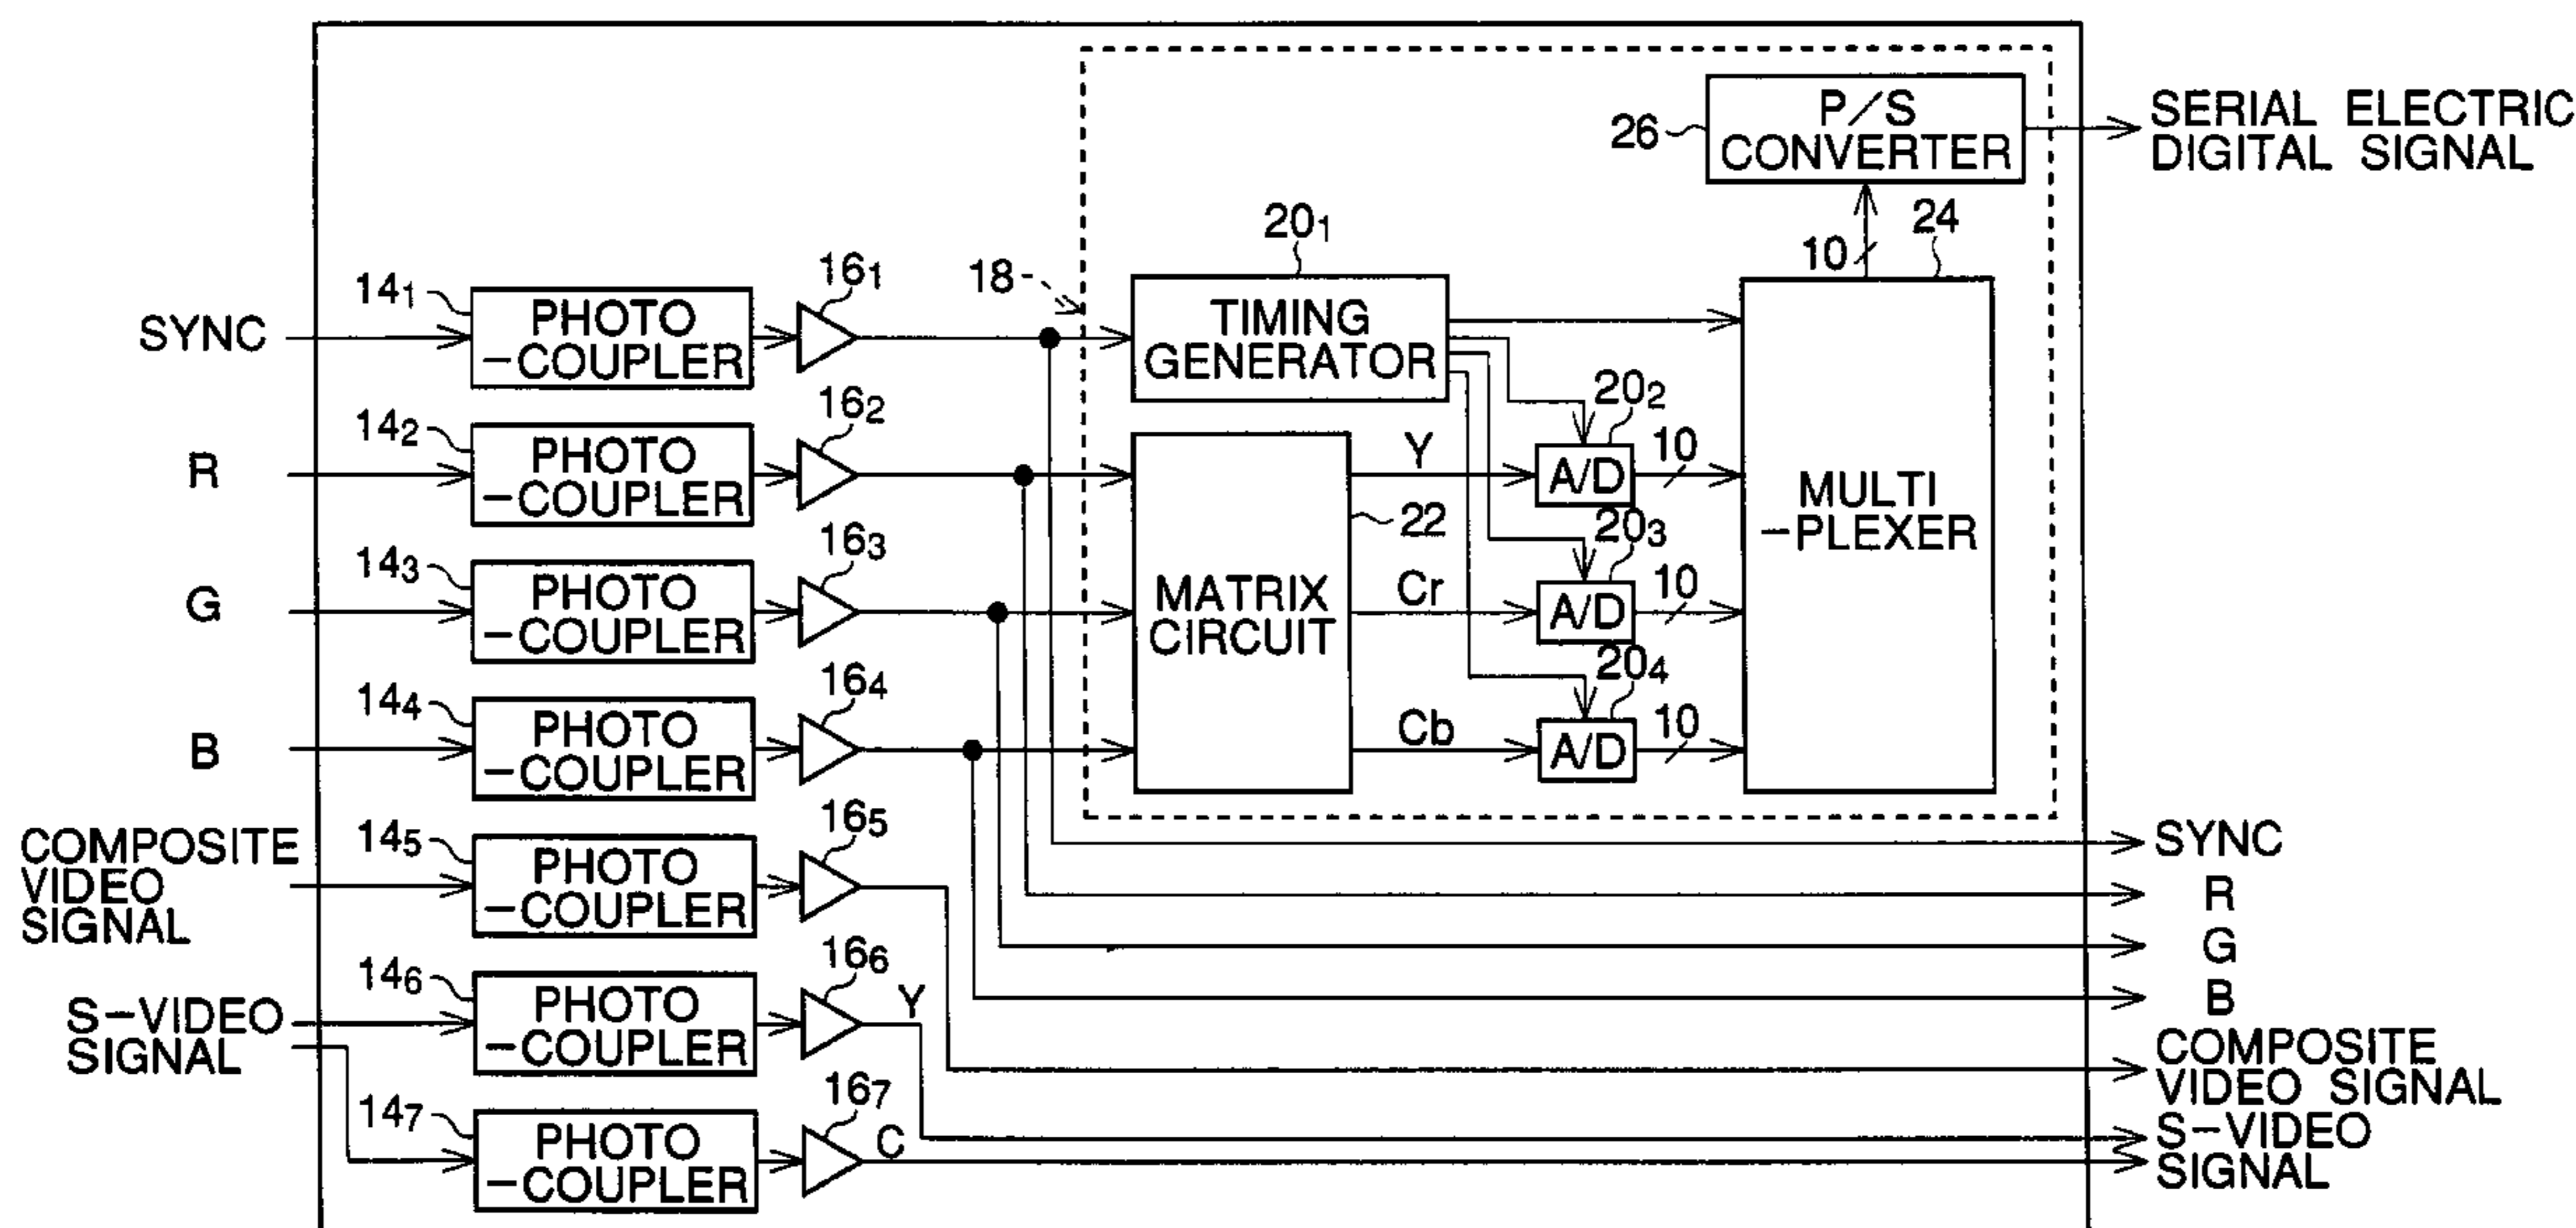 P/S
CONVERTER
26
SERIAL ELECTRIC
DIGITAL SIGNAL
10
24
20₁
18
TIMING
GENERATOR
SYNC
14₁
PHOTO
-COUPLER
16₁
R
14₂
PHOTO
-COUPLER
16₂
G
14₃
PHOTO
-COUPLER
16₃
B
14₄
PHOTO
-COUPLER
16₄
MATRIX
CIRCUIT
22
Y
20₂
A/D
10
Cr
20₃
A/D
10
Cb
20₄
A/D
10
MULTI
-PLEXER
COMPOSITE
VIDEO
SIGNAL
14₅
PHOTO
-COUPLER
16₅
S-VIDEO
SIGNAL
14₆
PHOTO
-COUPLER
16₆
Y
14₇
PHOTO
-COUPLER
16₇
C
SYNC
R
G
B
COMPOSITE
VIDEO SIGNAL
S-VIDEO
SIGNAL